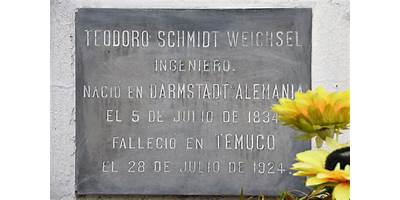 TEODORO SCHMIDT WEICHSEL
INGENIERO.
NACIO EN DARMSTADT ALEMANIA
EL 5 DE JULIO DE 1834
FALLECIO EN TEMUCO
EL 28 DE JULIO DE 1924.